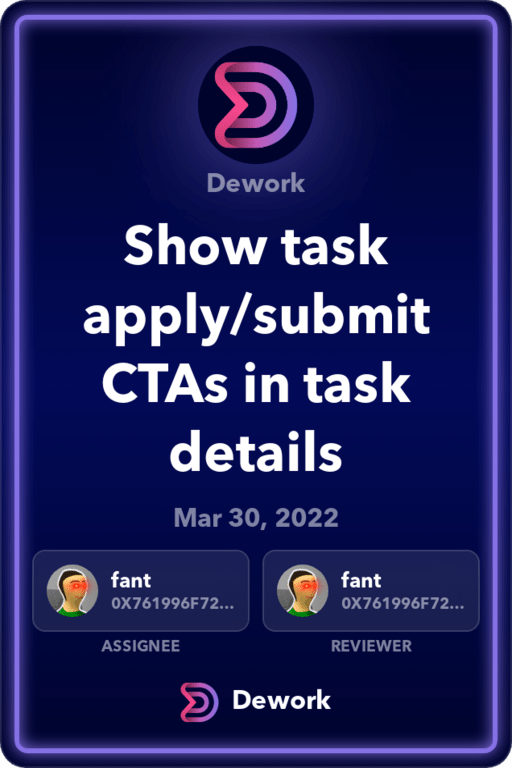 Dework
Show task
apply/submit
CTAs in task
details
Mar 30, 2022
fant
0X761996F72...
fant
0X761996F72...
ASSIGNEE
REVIEWER
Dework